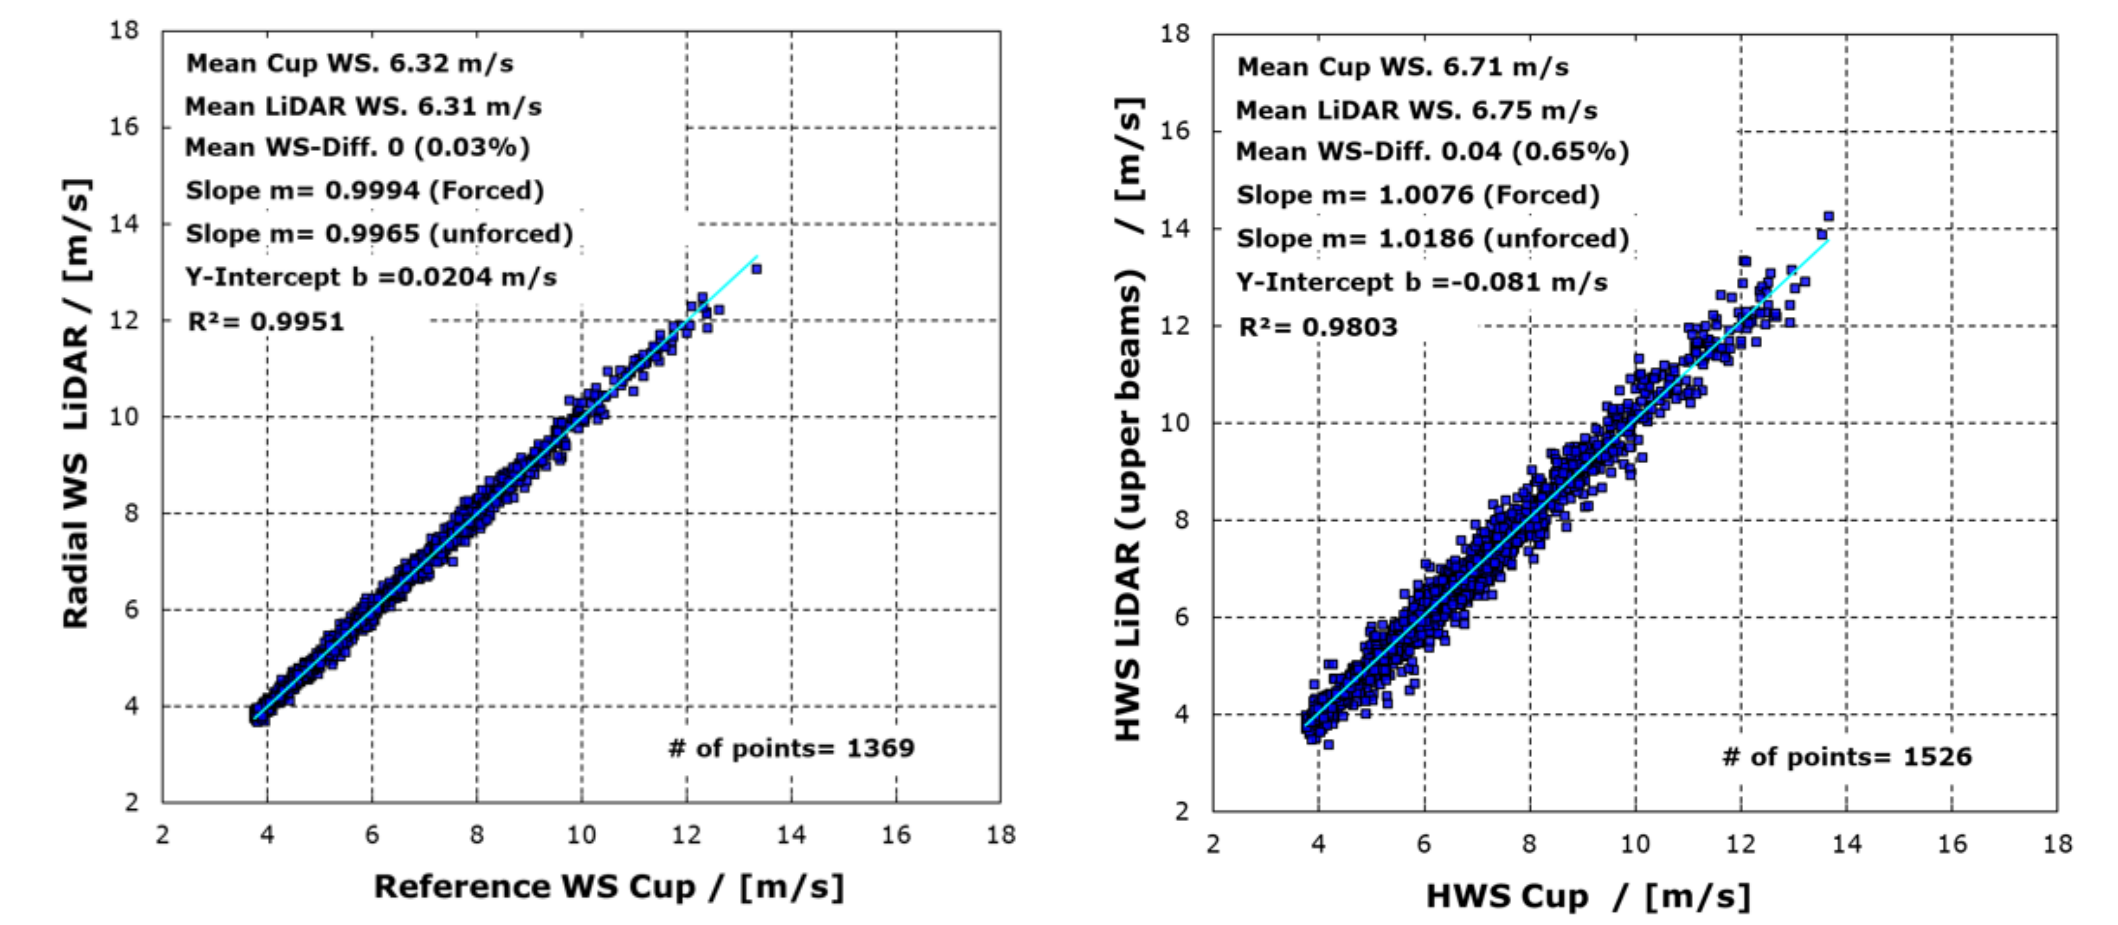 18
16
14
12
10
8
6
4
2
2 4 6 8 10 12 14 16 18
Radial WS LiDAR / [m/s]
Reference WS Cup / [m/s]
Mean Cup WS. 6.32 m/s
Mean LiDAR WS. 6.31 m/s
Mean WS-Diff. 0 (0.03%)
Slope m= 0.9994 (Forced)
Slope m= 0.9965 (unforced)
Y-Intercept b =0.0204 m/s
R²= 0.9951
# of points= 1369
18
16
14
12
10
8
6
4
2
2 4 6 8 10 12 14 16 18
HWS LiDAR (upper beams) / [m/s]
HWS Cup / [m/s]
Mean Cup WS. 6.71 m/s
Mean LiDAR WS. 6.75 m/s
Mean WS-Diff. 0.04 (0.65%)
Slope m= 1.0076 (Forced)
Slope m= 1.0186 (unforced)
Y-Intercept b =-0.081 m/s
R²= 0.9803
# of points= 1526